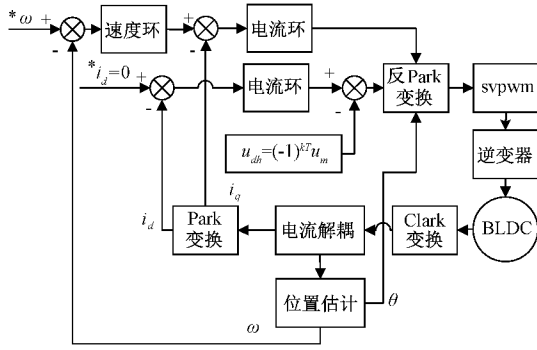 *ω + - 速度环 + - 电流环
*i_d=0 + - 电流环 + - 反Park
变换
svpwm
u_dh=(-1)^kT u_m
逆变器
i_q
i_d
Park
变换
电流解耦
Clark
变换
BLDC
位置估计
θ
ω